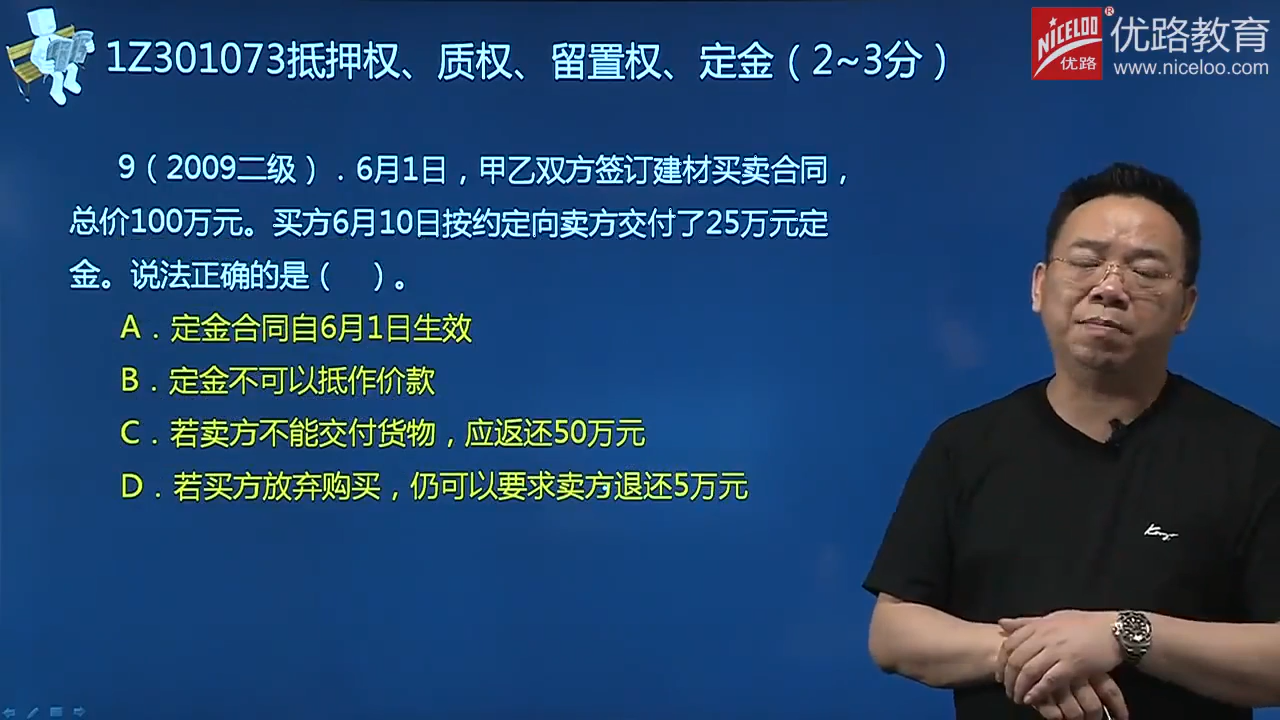 1Z301073抵押权、质权、留置权、定金（2~3分）
NICELOO
优路
®
优路教育
www.niceloo.com
9（2009二级）．6月1日，甲乙双方签订建材买卖合同，
总价100万元。买方6月10日按约定向卖方交付了25万元定
金。说法正确的是（ ）。
A．定金合同自6月1日生效
B．定金不可以抵作价款
C．若卖方不能交付货物，应返还50万元
D．若买方放弃购买，仍可以要求卖方退还5万元